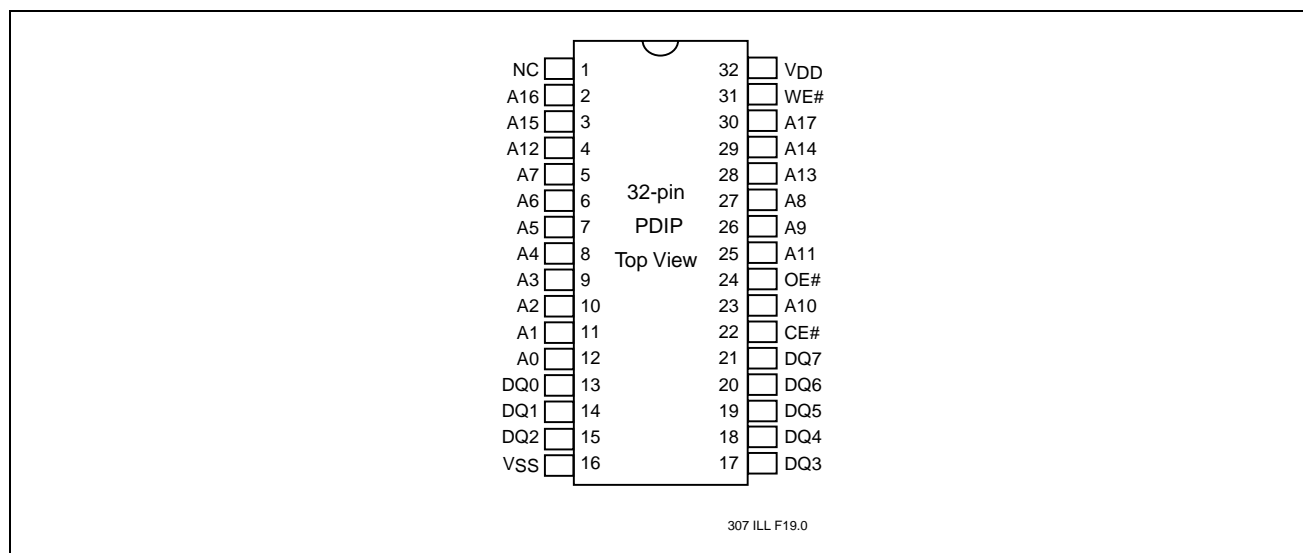 NC 1 32 VDD
A16 2 31 WE#
A15 3 30 A17
A12 4 29 A14
A7 5 28 A13
A6 6 32-pin 27 A8
A5 7 PDIP 26 A9
A4 8 Top View 25 A11
A3 9 24 OE#
A2 10 23 A10
A1 11 22 CE#
A0 12 21 DQ7
DQ0 13 20 DQ6
DQ1 14 19 DQ5
DQ2 15 18 DQ4
VSS 16 17 DQ3
307 ILL F19.0